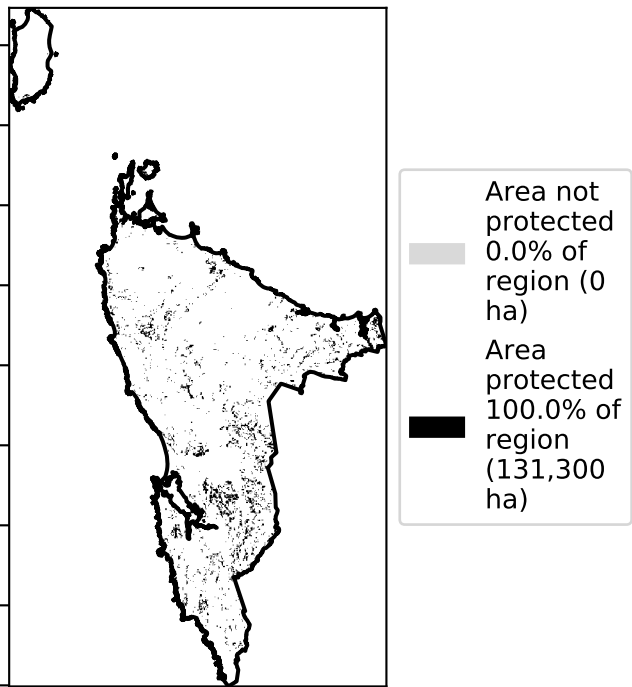 Area not
protected
0.0% of
region (0
ha)
Area
protected
100.0% of
region
(131,300
ha)